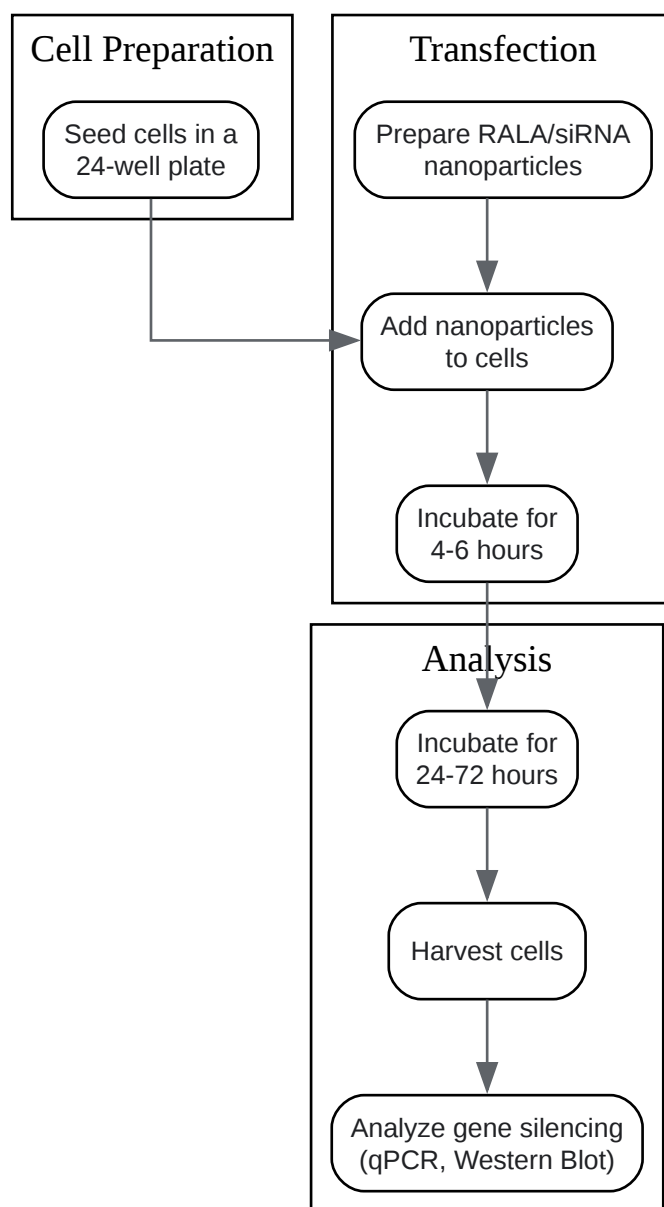 Cell Preparation
Seed cells in a
24-well plate
Transfection
Prepare RALA/siRNA
nanoparticles
Add nanoparticles
to cells
Incubate for
4-6 hours
Analysis
Incubate for
24-72 hours
Harvest cells
Analyze gene silencing
(qPCR, Western Blot)